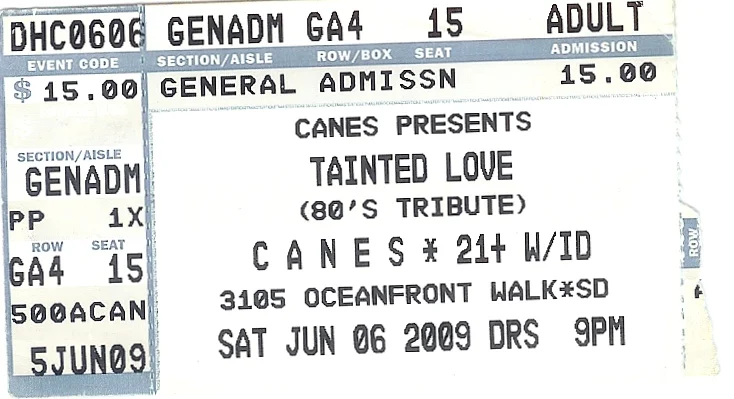 DHC0606 GENADM GA4 15 ADULT
EVENT CODE SECTION/AISLE ROW/BOX SEAT ADMISSION
$ 15.00 GENERAL ADMISSN 15.00
CANES PRESENTS
SECTION/AISLE
TAINTED LOVE
GENADM
(80'S TRIBUTE)
PP 1X
ROW SEAT
C A N E S * 21+ W/ID
ROW
GA4 15
3105 OCEANFRONT WALK*SD
500ACAN
SAT JUN 06 2009 DRS 9PM
5JUN09